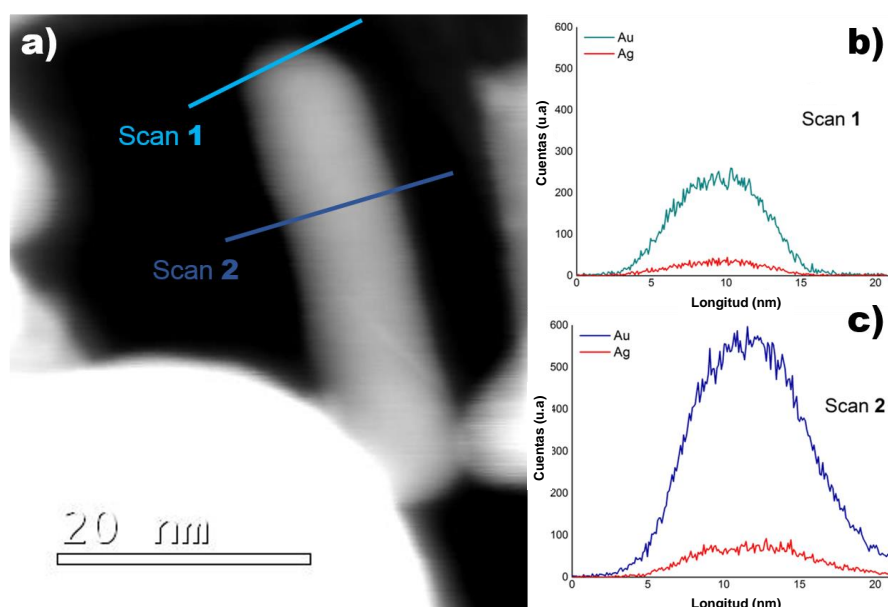 a)
Scan 1
Scan 2
20 nm
b)
600
500
400
300
200
100
0
Cuentas (u.a)
Au
Ag
Scan 1
0 5 10 15 20
Longitud (nm)
c)
600
500
400
300
200
100
0
Cuentas (u.a)
Au
Ag
Scan 2
0 5 10 15 20
Longitud (nm)